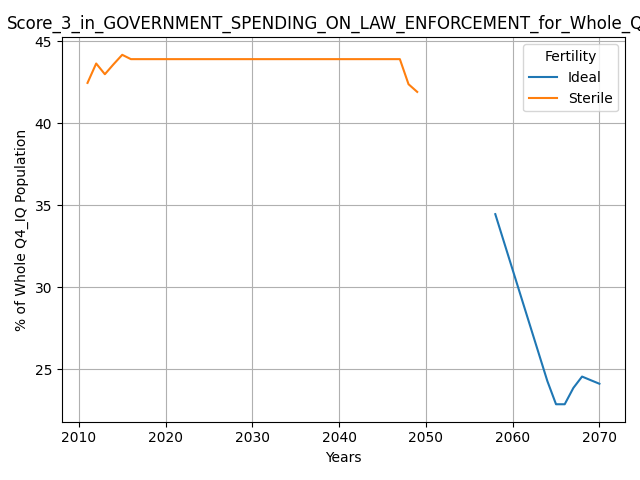 Score_3_in_GOVERNMENT_SPENDING_ON_LAW_ENFORCEMENT_for_Whole_Q
45
40
35
30
25
% of Whole Q4_IQ Population
Fertility
Ideal
Sterile
2010 2020 2030 2040 2050 2060 2070
Years